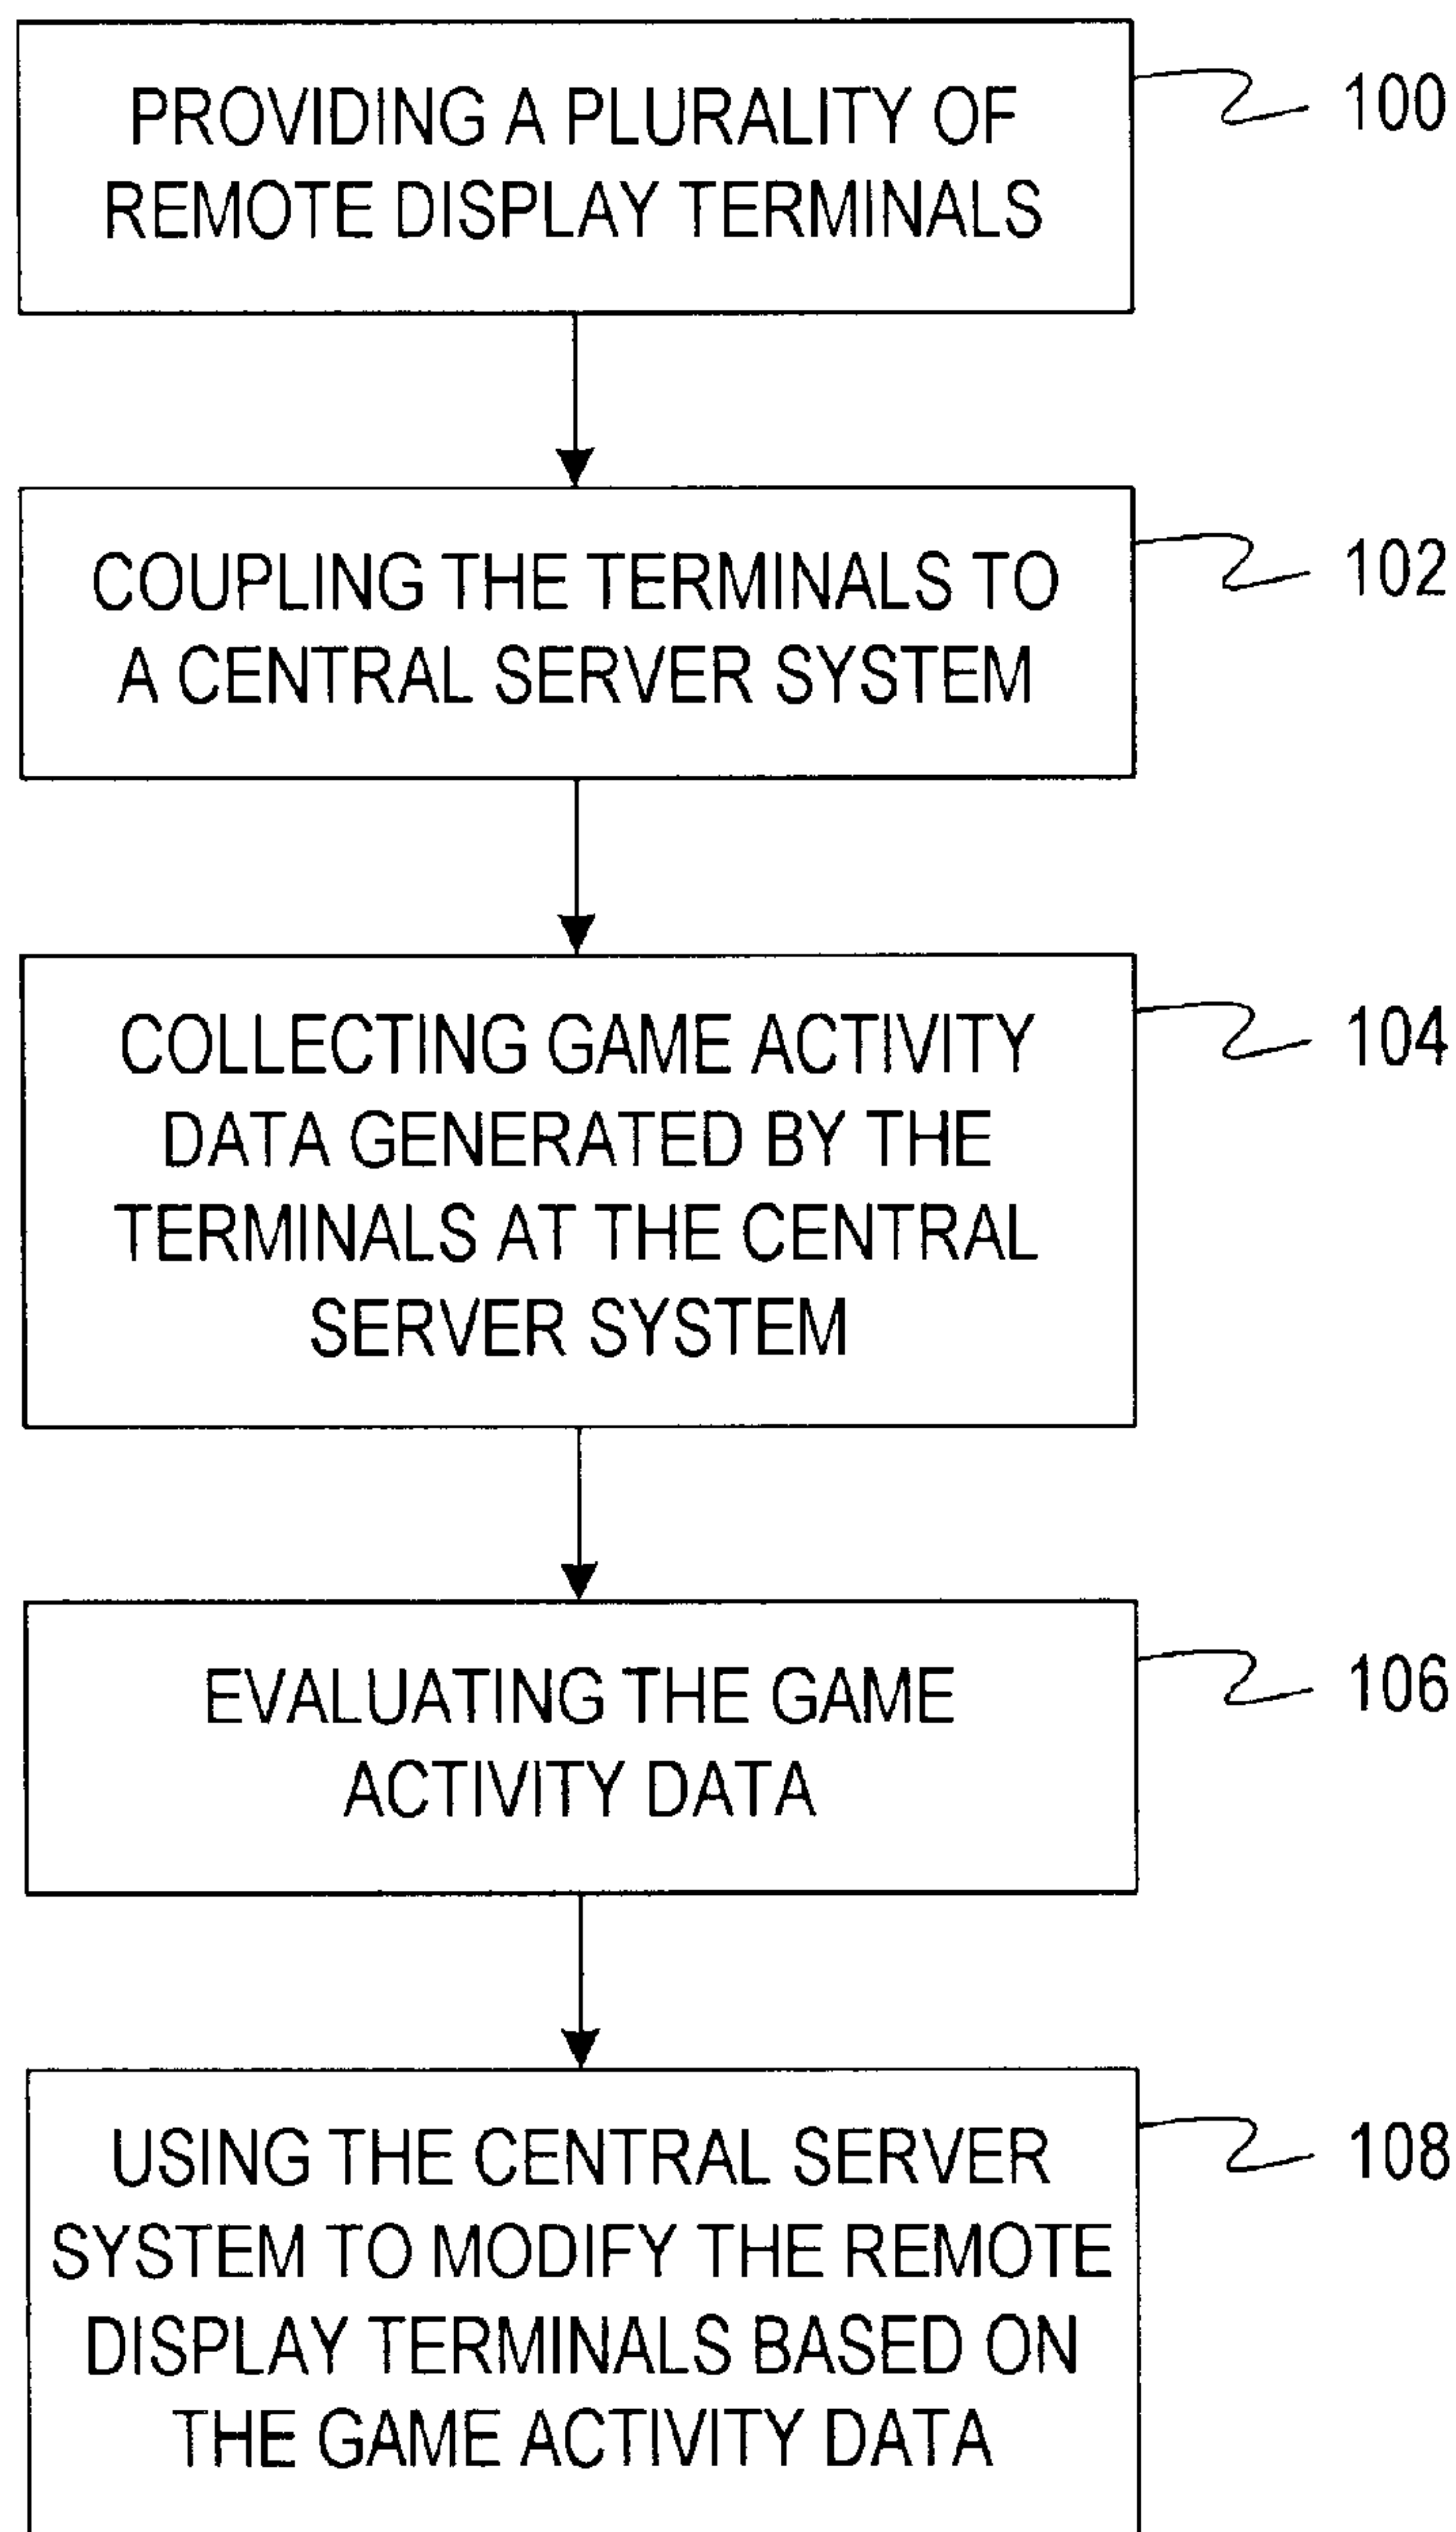 PROVIDING A PLURALITY OF
REMOTE DISPLAY TERMINALS
100
COUPLING THE TERMINALS TO
A CENTRAL SERVER SYSTEM
102
COLLECTING GAME ACTIVITY
DATA GENERATED BY THE
TERMINALS AT THE CENTRAL
SERVER SYSTEM
104
EVALUATING THE GAME
ACTIVITY DATA
106
USING THE CENTRAL SERVER
SYSTEM TO MODIFY THE REMOTE
DISPLAY TERMINALS BASED ON
THE GAME ACTIVITY DATA
108